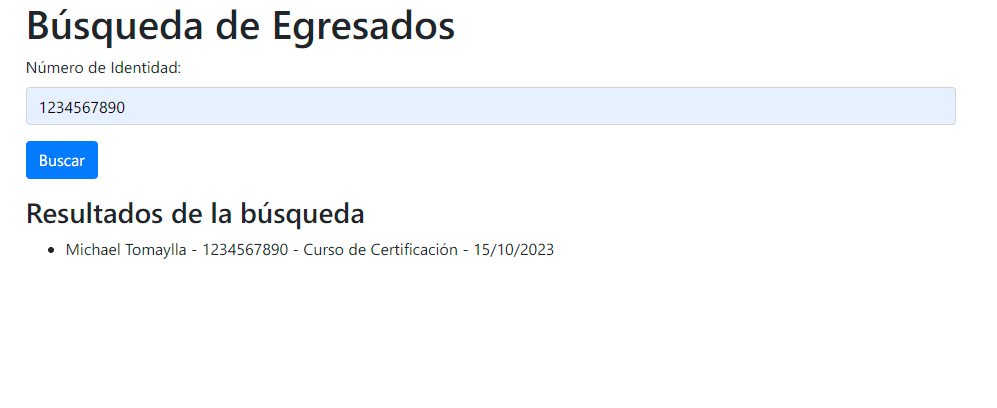 Búsqueda de Egresados
Número de Identidad:
1234567890
Buscar
Resultados de la búsqueda
• Michael Tomaylla - 1234567890 - Curso de Certificación - 15/10/2023